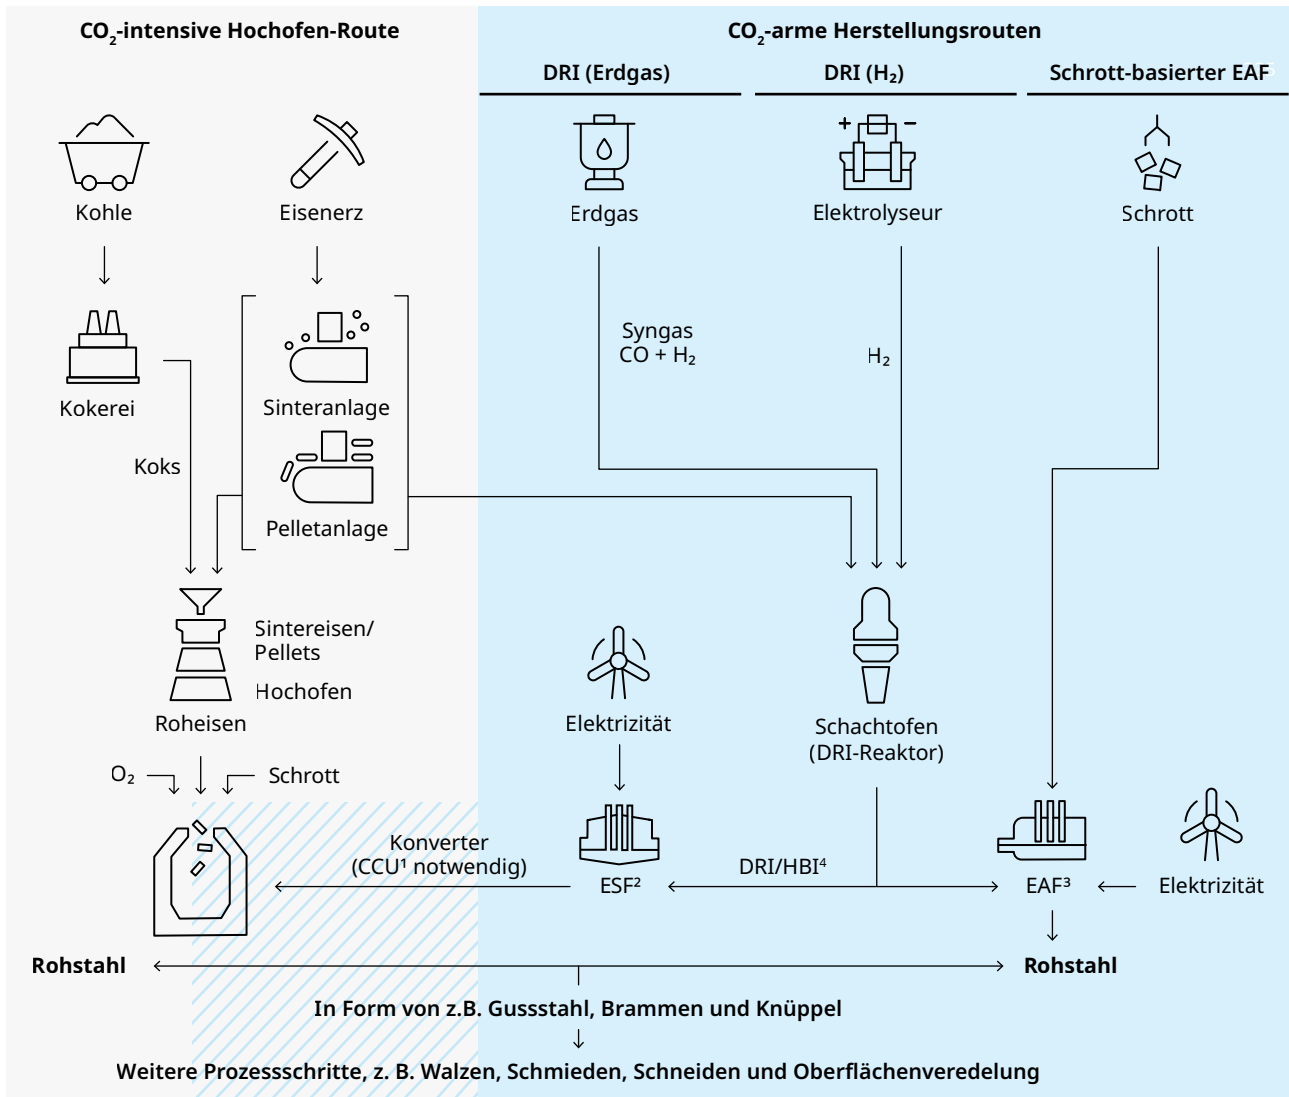 CO₂-intensive Hochofen-Route
CO₂-arme Herstellungsrouten
DRI (Erdgas)
DRI (H₂)
Schrott-basierter EAF
Kohle
Eisenerz
Erdgas
Elektrolyseur
Schrott
Syngas
CO + H₂
H₂
Kokerei
Sinteranlage
Koks
Pelletanlage
Sintereisen/
Pellets
Hochofen
Roheisen
Elektrizität
Schachtofen
(DRI-Reaktor)
O₂
Schrott
Konverter
(CCU¹ notwendig)
ESF²
DRI/HBI⁴
EAF³
Elektrizität
Rohstahl
Rohstahl
In Form von z.B. Gussstahl, Brammen und Knüppel
Weitere Prozessschritte, z. B. Walzen, Schmieden, Schneiden und Oberflächenveredelung